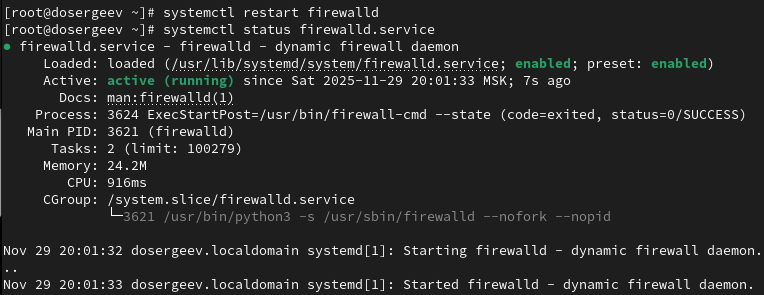 [root@dosergeev ~]# systemctl restart firewalld
[root@dosergeev ~]# systemctl status firewalld.service
● firewalld.service - firewalld - dynamic firewall daemon
     Loaded: loaded (/usr/lib/systemd/system/firewalld.service; enabled; preset: enabled)
     Active: active (running) since Sat 2025-11-29 20:01:33 MSK; 7s ago
       Docs: man:firewalld(1)
    Process: 3624 ExecStartPost=/usr/bin/firewall-cmd --state (code=exited, status=0/SUCCESS)
   Main PID: 3621 (firewalld)
      Tasks: 2 (limit: 100279)
     Memory: 24.2M
        CPU: 916ms
     CGroup: /system.slice/firewalld.service
             └─3621 /usr/bin/python3 -s /usr/sbin/firewalld --nofork --nopid

Nov 29 20:01:32 dosergeev.localdomain systemd[1]: Starting firewalld - dynamic firewall daemon.
..
Nov 29 20:01:33 dosergeev.localdomain systemd[1]: Started firewalld - dynamic firewall daemon.